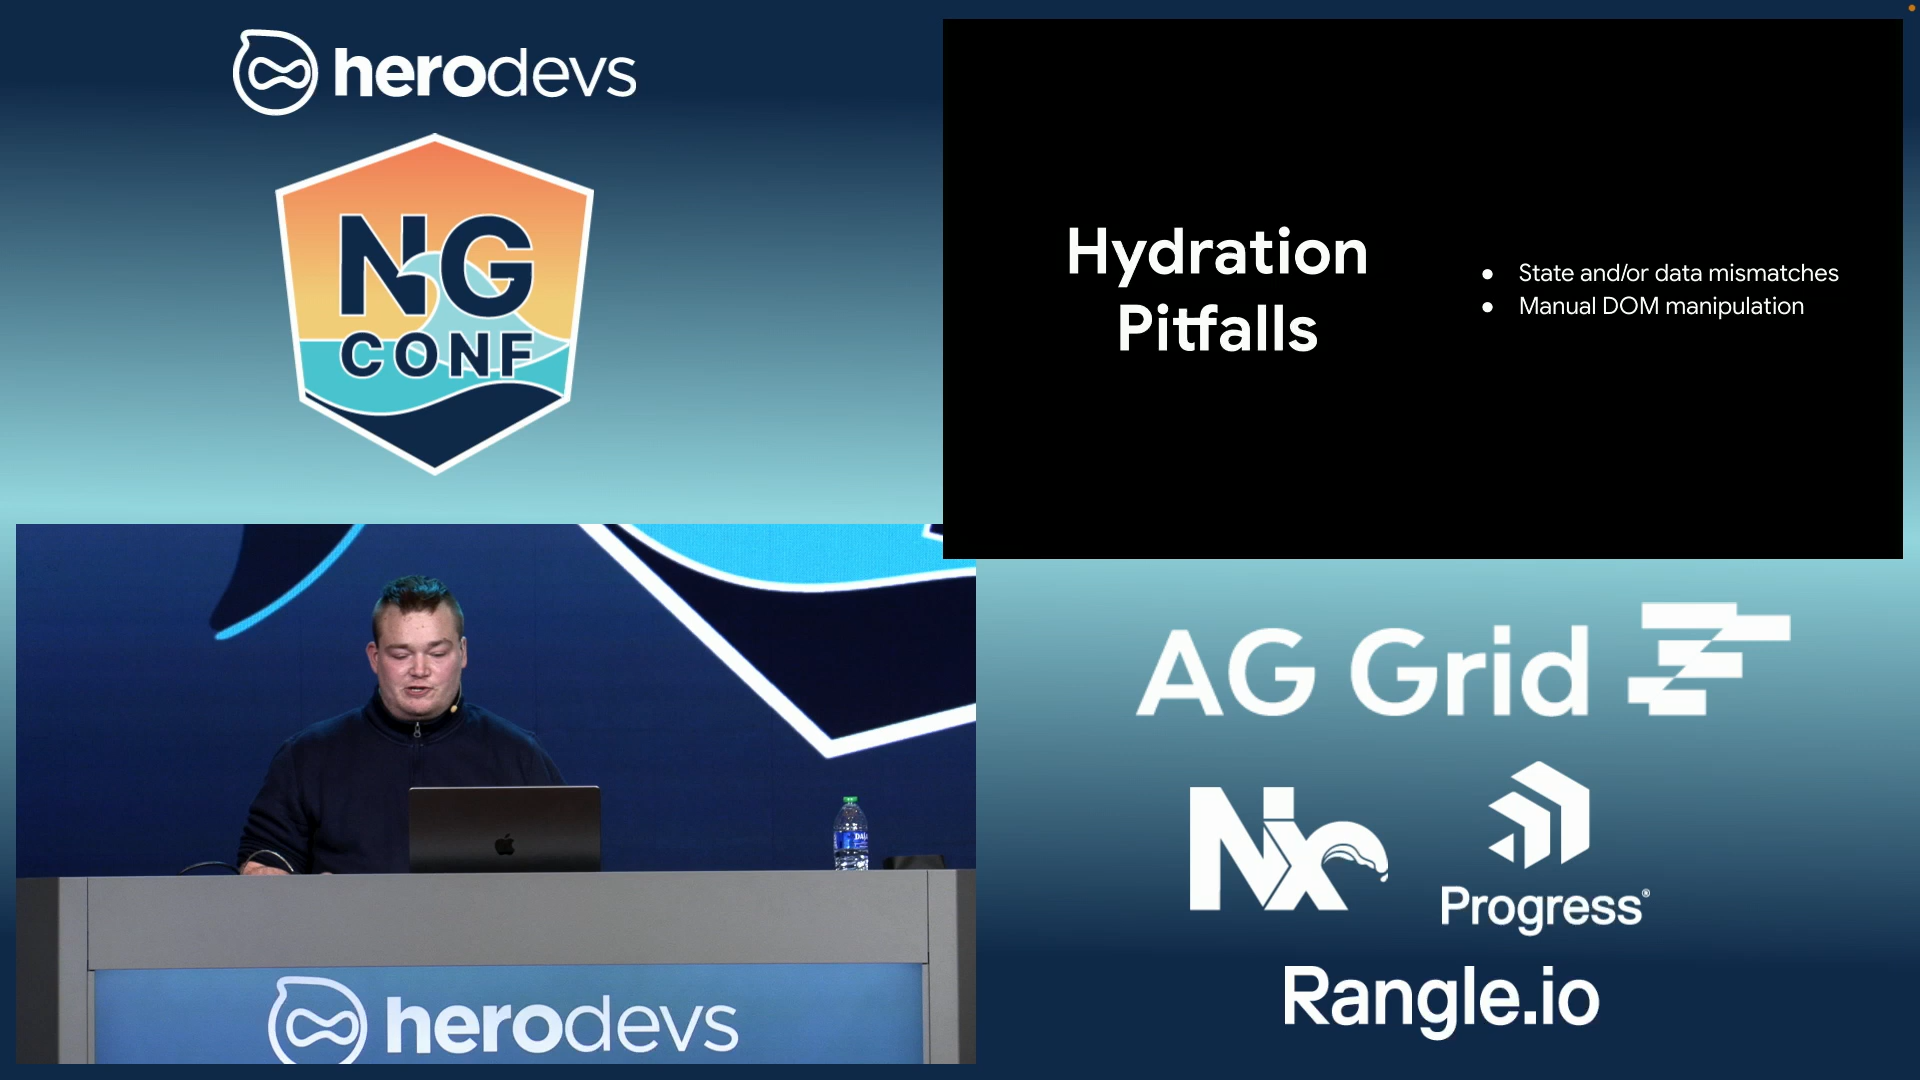 herodevs
NG
CONF
Hydration
Pitfalls
● State and/or data mismatches
● Manual DOM manipulation
AG Grid
Nx
Progress®
Rangle.io
herodevs